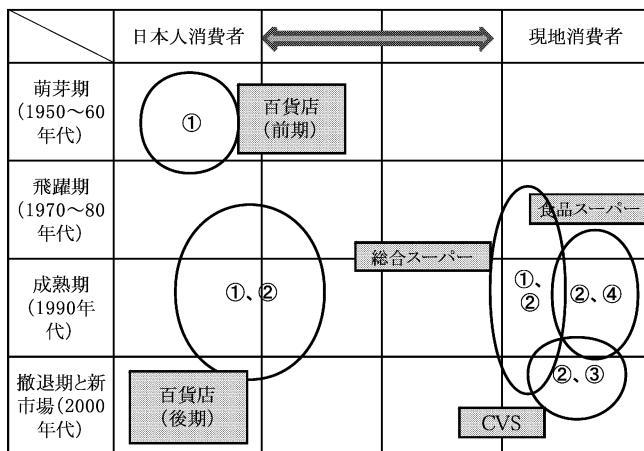 日本人消費者
現地消費者
萌芽期
(1950～60
年代)
①
百貨店
(前期)
飛躍期
(1970～80
年代)
食品スーパー
総合スーパー
成熟期
(1990年
代)
①、②
①、
②
②、④
撤退期と新
市場(2000
年代)
百貨店
(後期)
②、③
CVS